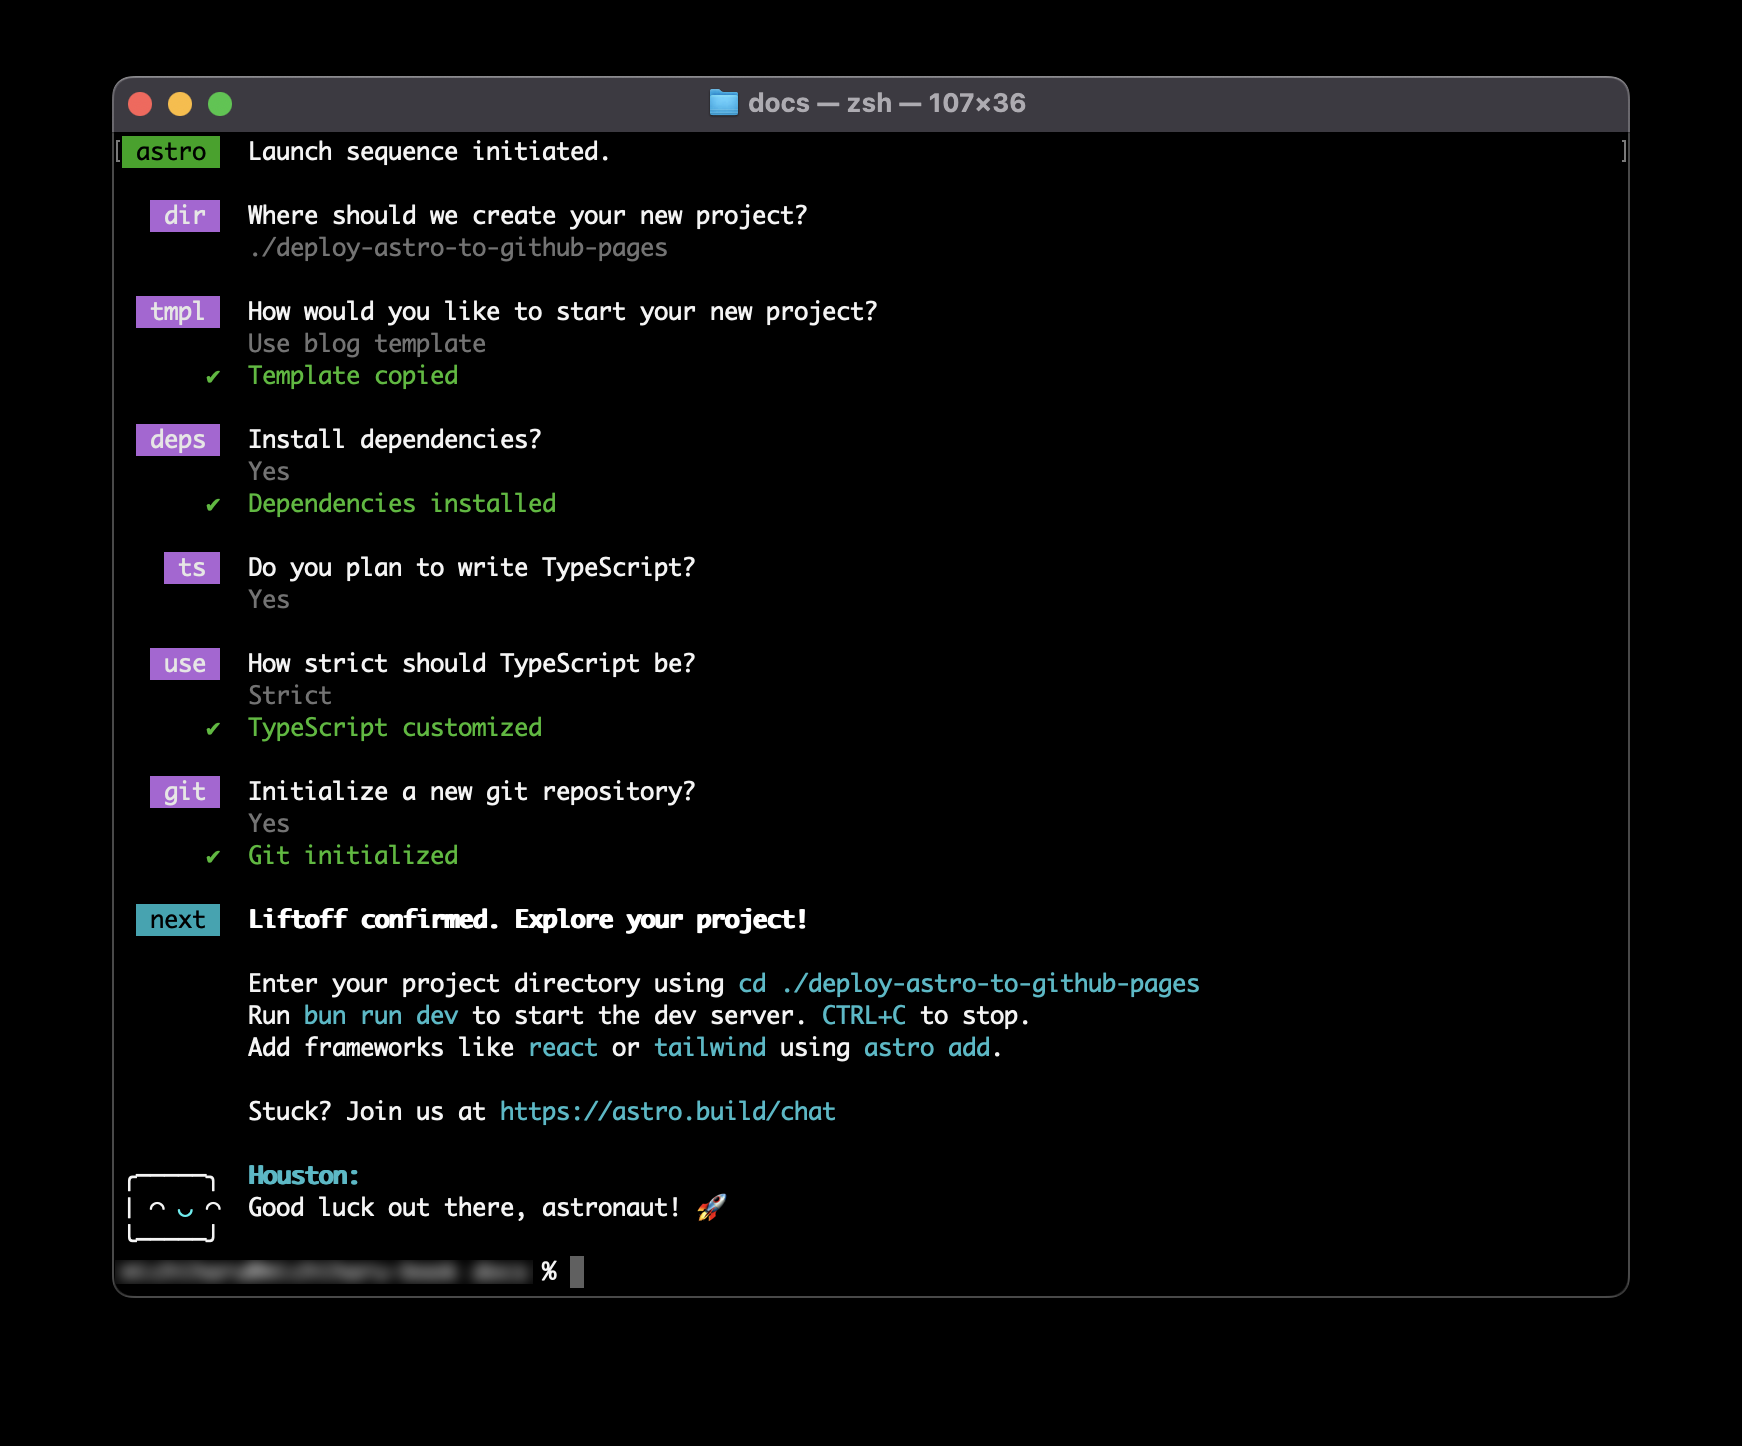 docs — zsh — 107×36
astro Launch sequence initiated.
dir Where should we create your new project?
./deploy-astro-to-github-pages
tmpl How would you like to start your new project?
Use blog template
✔ Template copied
deps Install dependencies?
Yes
✔ Dependencies installed
ts Do you plan to write TypeScript?
Yes
use How strict should TypeScript be?
Strict
✔ TypeScript customized
git Initialize a new git repository?
Yes
✔ Git initialized
next Liftoff confirmed. Explore your project!
Enter your project directory using cd ./deploy-astro-to-github-pages
Run bun run dev to start the dev server. CTRL+C to stop.
Add frameworks like react or tailwind using astro add.
Stuck? Join us at https://astro.build/chat
Houston:
Good luck out there, astronaut! 🚀
%